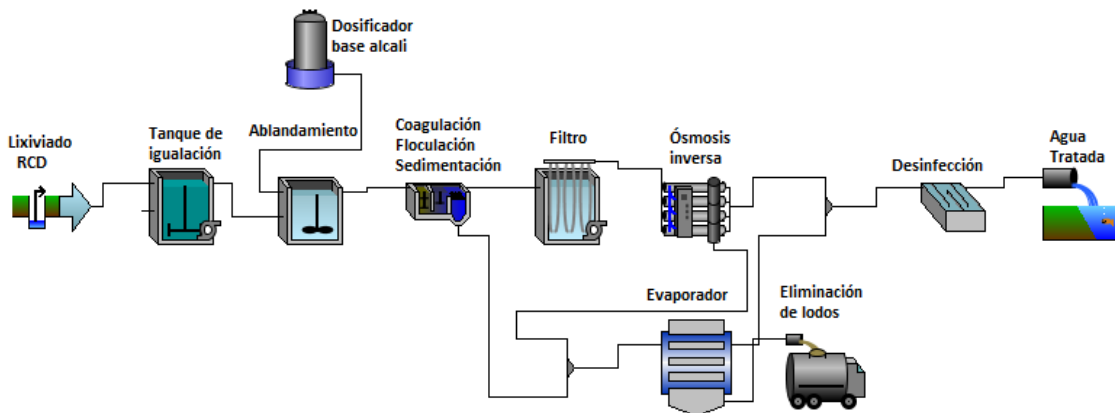 Dosificador
base alcali
Lixiviado
RCD
Tanque de
igualación
Ablandamiento
Coagulación
Floculación
Sedimentación
Filtro
Ósmosis
inversa
Desinfección
Agua
Tratada
Evaporador
Eliminación
de lodos